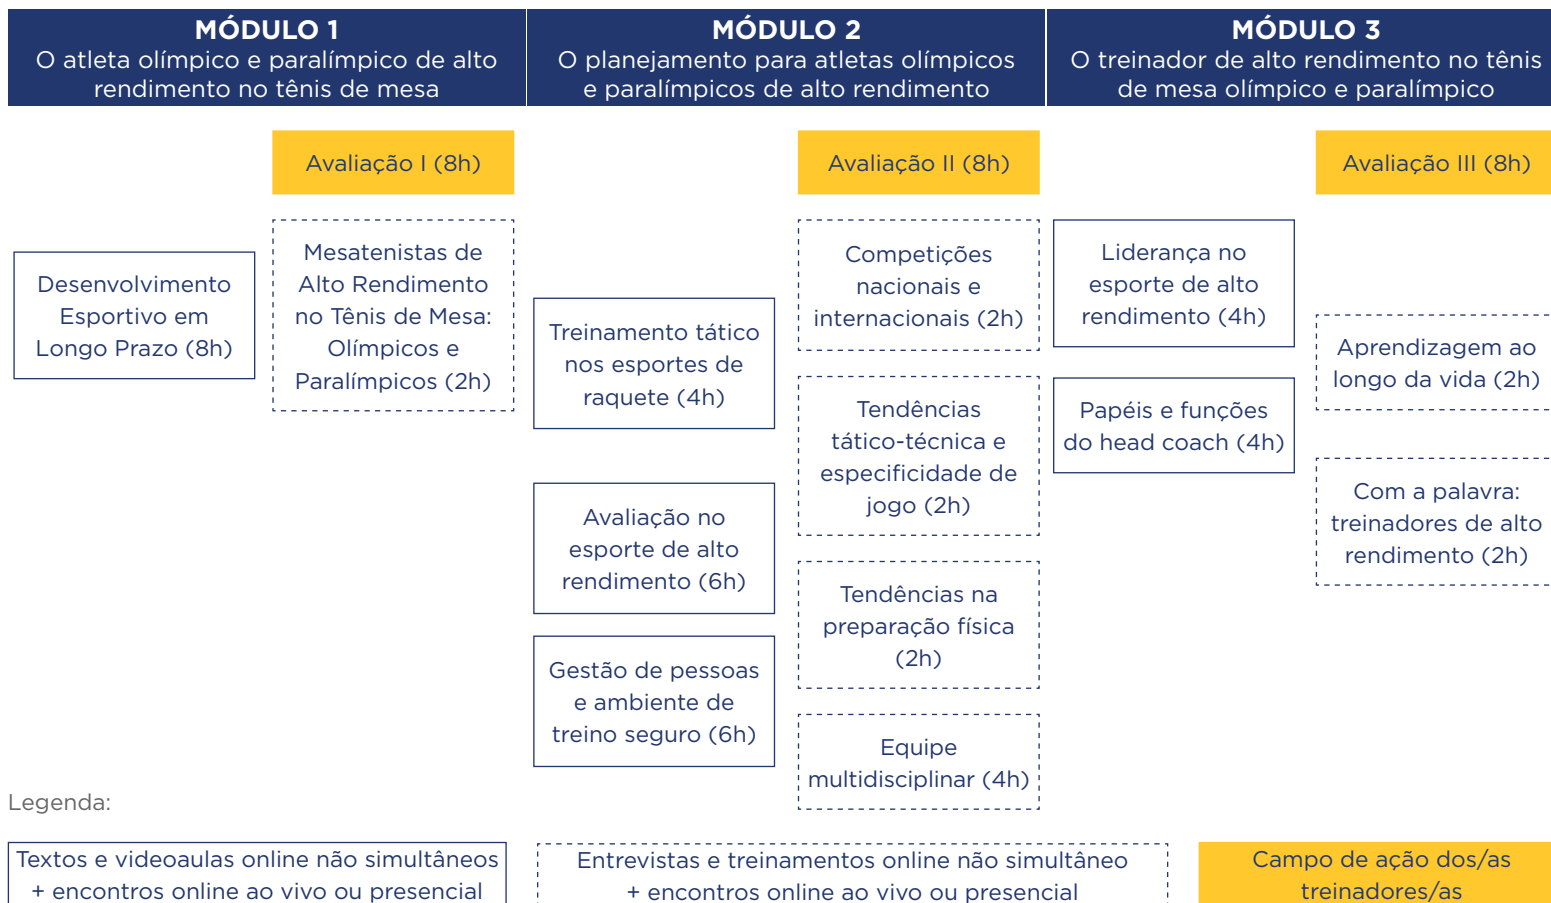 MÓDULO 1
O atleta olímpico e paralímpico de alto
rendimento no tênis de mesa
MÓDULO 2
O planejamento para atletas olímpicos
e paralímpicos de alto rendimento
MÓDULO 3
O treinador de alto rendimento no tênis
de mesa olímpico e paralímpico
Avaliação I (8h)
Avaliação II (8h)
Avaliação III (8h)
Desenvolvimento
Esportivo em
Longo Prazo (8h)
Mesatenistas de
Alto Rendimento
no Tênis de Mesa:
Olímpicos e
Paralímpicos (2h)
Treinamento tático
nos esportes de
raquete (4h)
Avaliação no
esporte de alto
rendimento (6h)
Gestão de pessoas
e ambiente de
treino seguro (6h)
Competições
nacionais e
internacionais (2h)
Tendências
tático-técnica e
especificidade de
jogo (2h)
Tendências na
preparação física
(2h)
Equipe
multidisciplinar (4h)
Liderança no
esporte de alto
rendimento (4h)
Papéis e funções
do head coach (4h)
Aprendizagem ao
longo da vida (2h)
Com a palavra:
treinadores de alto
rendimento (2h)
Legenda:
Textos e videoaulas online não simultâneos
+ encontros online ao vivo ou presencial
Entrevistas e treinamentos online não simultâneo
+ encontros online ao vivo ou presencial
Campo de ação dos/as
treinadores/as